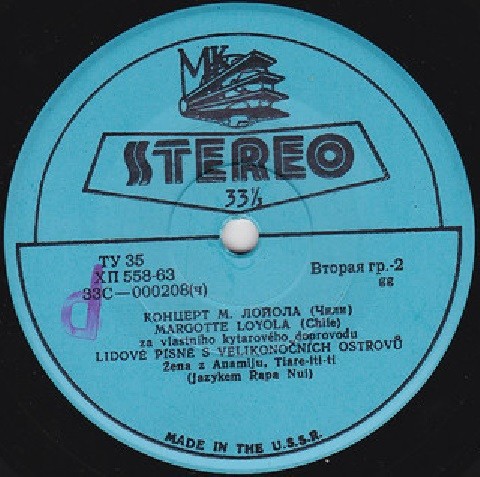 MK
STEREO
33⅓
ТУ 35
ХП 558-63
33С—000208(ч)
Вторая гр.-2
gg
d
КОНЦЕРТ М. ЛОЙОЛА (Чили)
MARGOTTE LOYOLA (Chile)
za vlastního kytarového doprovodu
LIDOVÉ PÍSNĚ S VELIKONOČNÍCH OSTROVŮ
Žena z Anamiju, Tiare-iti-ti
(Jazykem Rapa Nui)
MADE IN THE U.S.S.R.